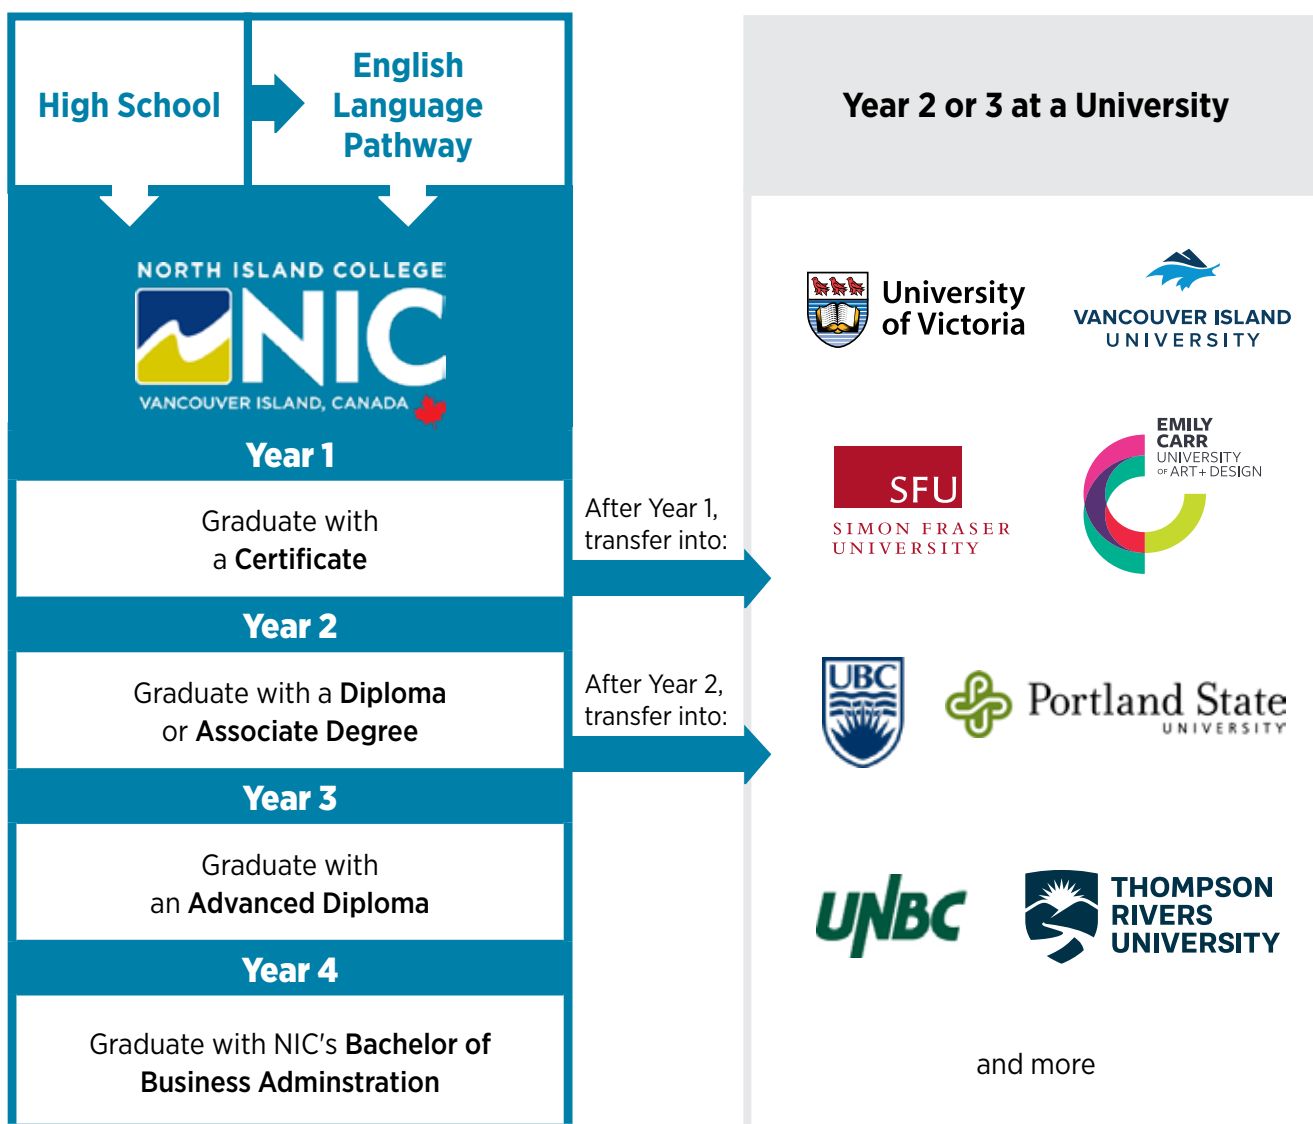 High School
English
Language
Pathway
NORTH ISLAND COLLEGE
NIC
VANCOUVER ISLAND, CANADA
Year 1
Graduate with
a Certificate
Year 2
Graduate with a Diploma
or Associate Degree
Year 3
Graduate with
an Advanced Diploma
Year 4
Graduate with NIC's Bachelor of
Business Adminstration
After Year 1,
transfer into:
After Year 2,
transfer into:
Year 2 or 3 at a University
University
of Victoria
VANCOUVER ISLAND
UNIVERSITY
SFU
SIMON FRASER
UNIVERSITY
EMILY
CARR
UNIVERSITY
OF ART + DESIGN
UBC
Portland State
UNIVERSITY
UNBC
THOMPSON
RIVERS
UNIVERSITY
and more